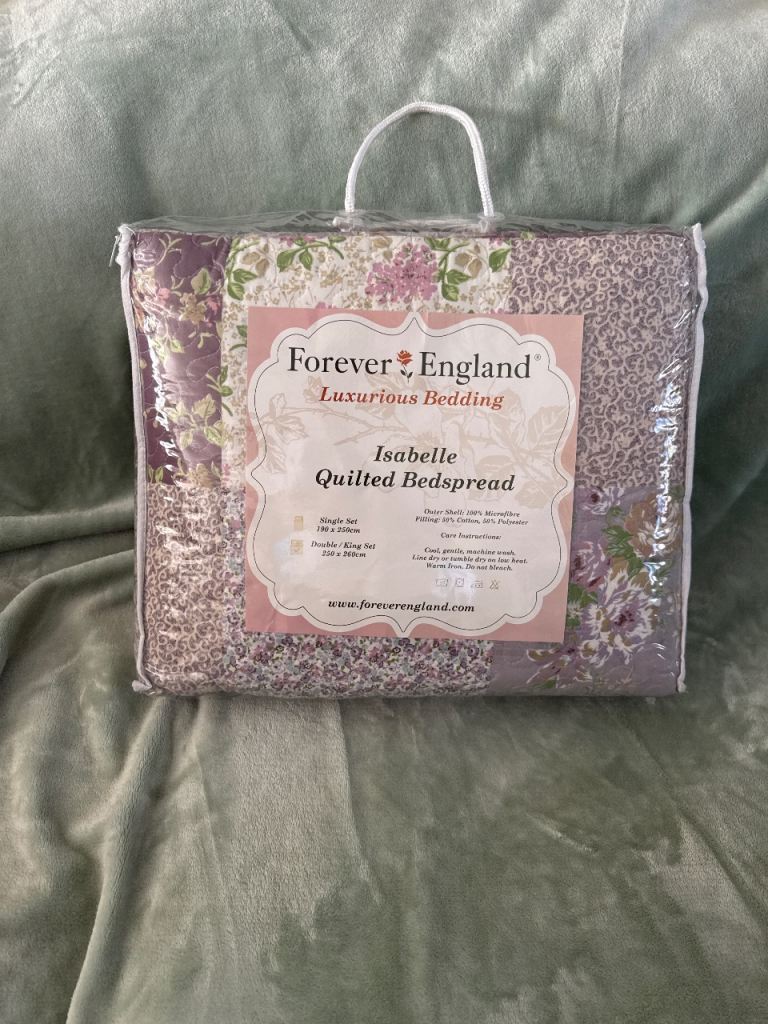 Forever England®
Luxurious Bedding
Isabelle
Quilted Bedspread
Single Set
190 x 250cm
Double / King Set
250 x 260cm
Outer Shell: 100% Microfibre
Filling: 50% Cotton, 50% Polyester
Care Instructions:
Cool, gentle, machine wash.
Line dry or tumble dry on low heat.
Warm Iron. Do not bleach.
www.foreverengland.com